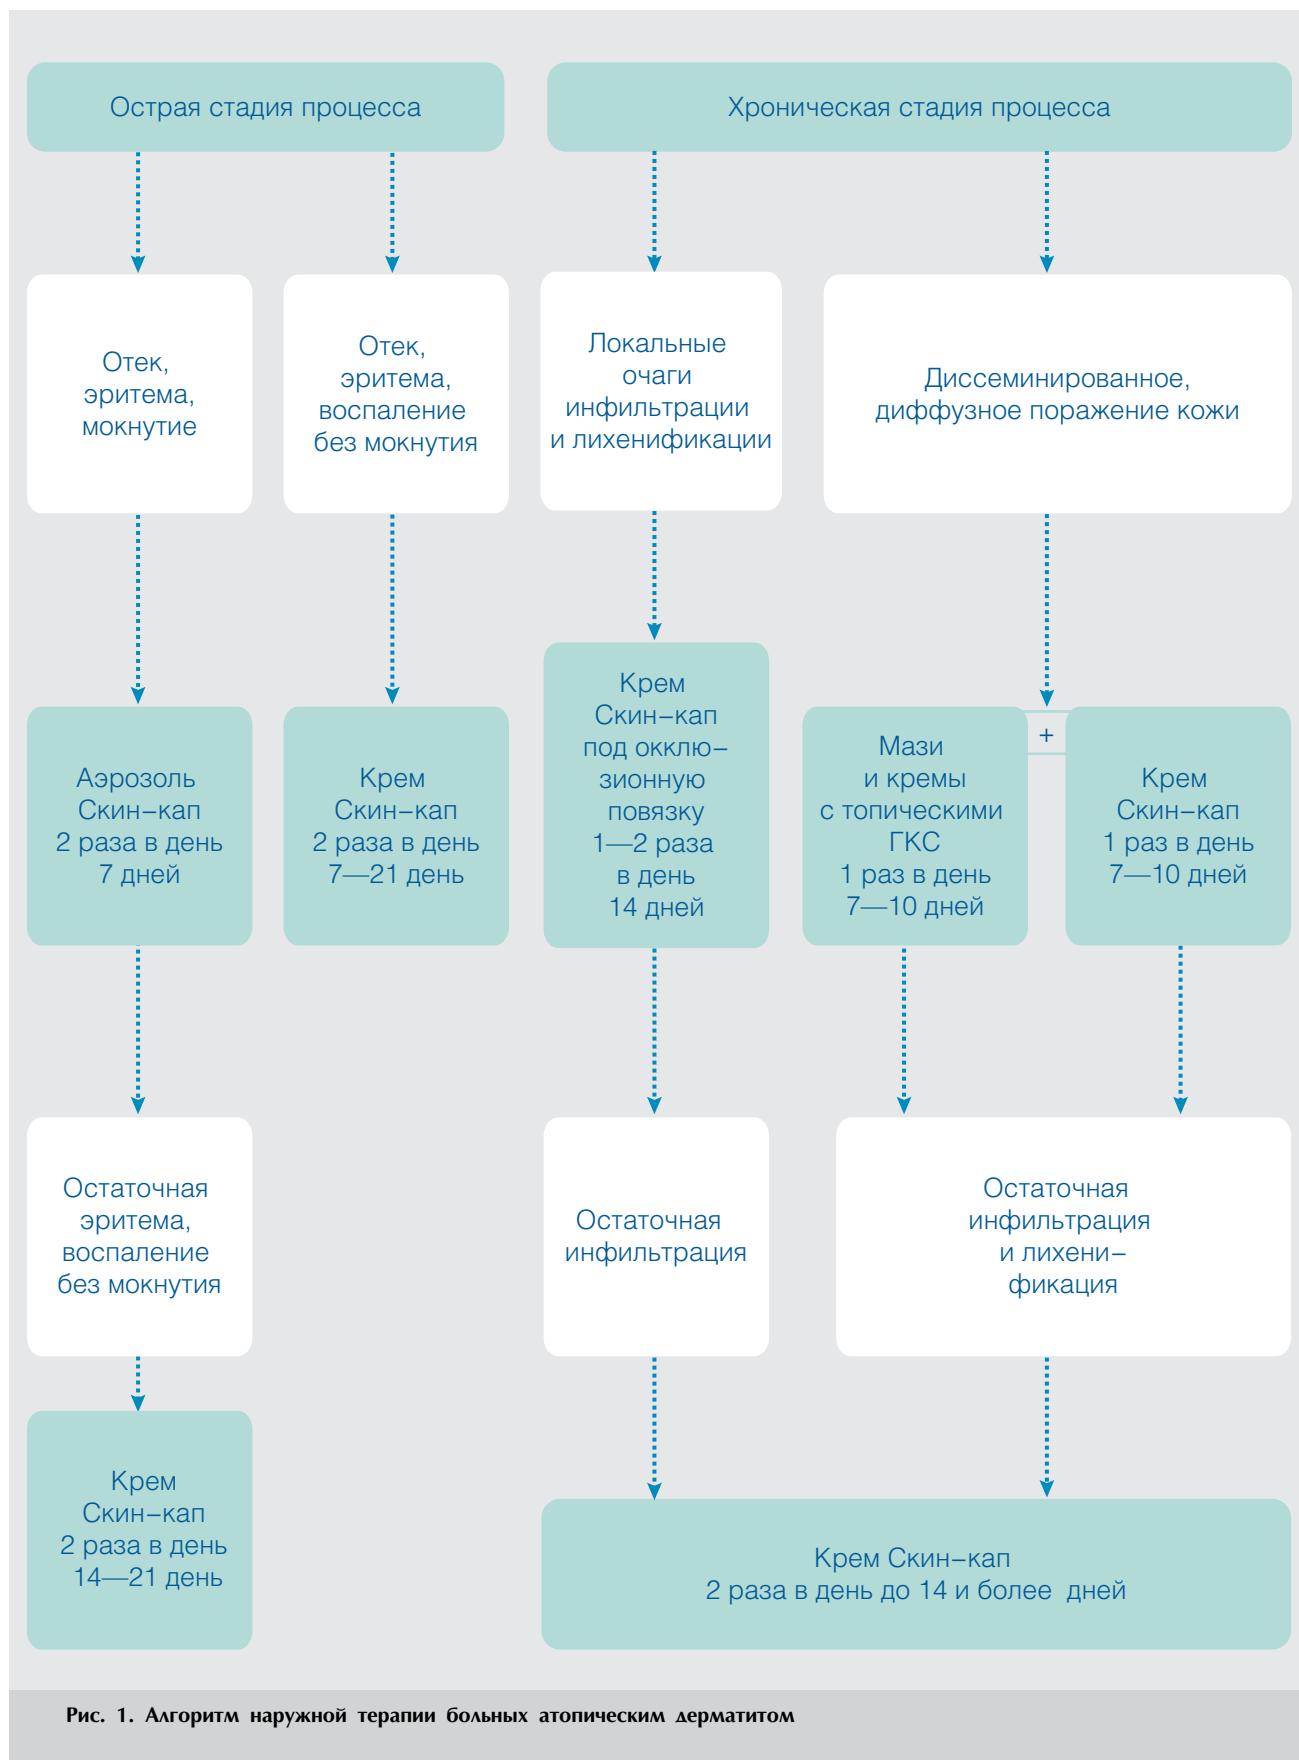 Острая стадия процесса
Хроническая стадия процесса
Отек,
эритема,
мокнутие
Отек,
эритема,
воспаление
без мокнутия
Локальные
очаги
инфильтрации
и лихенификации
Диссеминированное,
диффузное поражение кожи
Аэрозоль
Скин–кап
2 раза в день
7 дней
Крем
Скин–кап
2 раза в день
7—21 день
Крем
Скин–кап
под окклю–
зионную
повязку
1—2 раза
в день
14 дней
Мази
и кремы
с топическими
ГКС
1 раз в день
7—10 дней
+
Крем
Скин–кап
1 раз в день
7—10 дней
Остаточная
эритема,
воспаление
без мокнутия
Остаточная
инфильтрация
Остаточная
инфильтрация
и лихени–
фикация
Крем
Скин–кап
2 раза в день
14—21 день
Крем Скин–кап
2 раза в день до 14 и более дней
Рис. 1. Алгоритм наружной терапии больных атопическим дерматитом